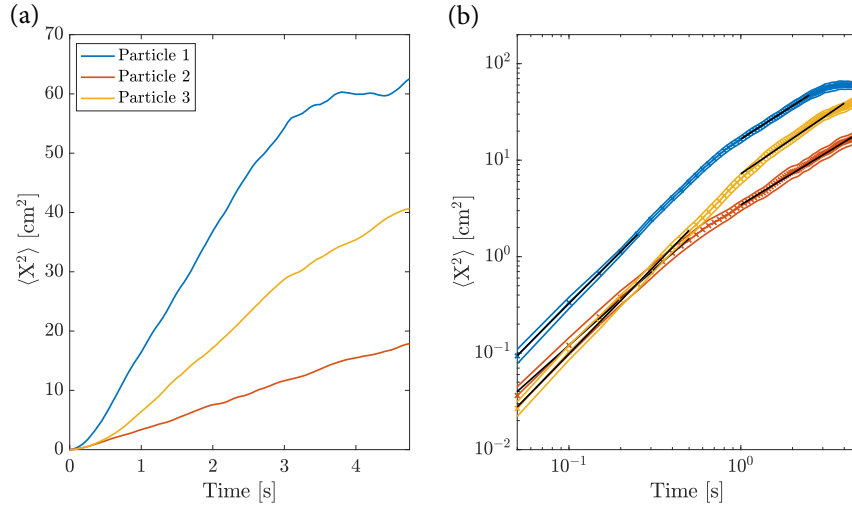 (a)
⟨X²⟩ [cm²]
70
60
50
40
30
20
10
0
Particle 1
Particle 2
Particle 3
0
1
2
3
4
Time [s]
(b)
⟨X²⟩ [cm²]
10²
10¹
10⁰
10⁻¹
10⁻²
10⁻¹
10⁰
Time [s]